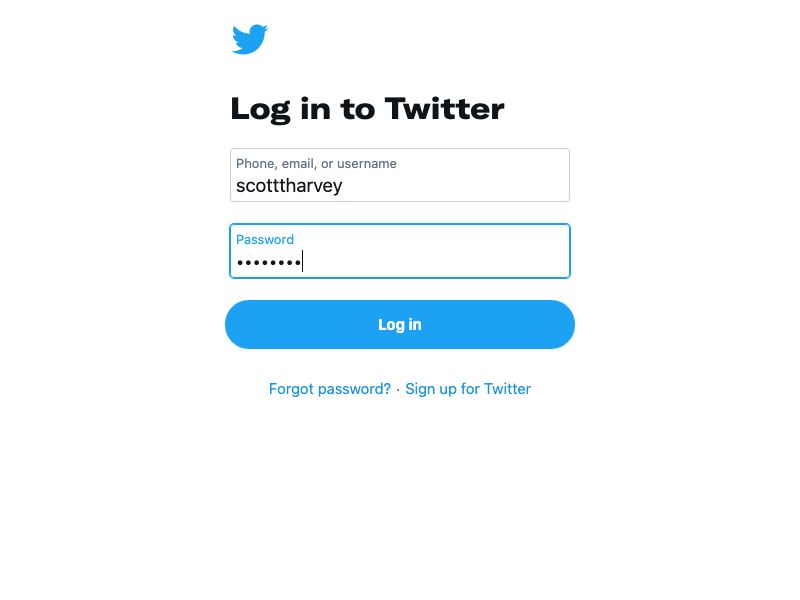 Log in to Twitter
Phone, email, or username
scotttharvey
Password
••••••••
Log in
Forgot password? · Sign up for Twitter